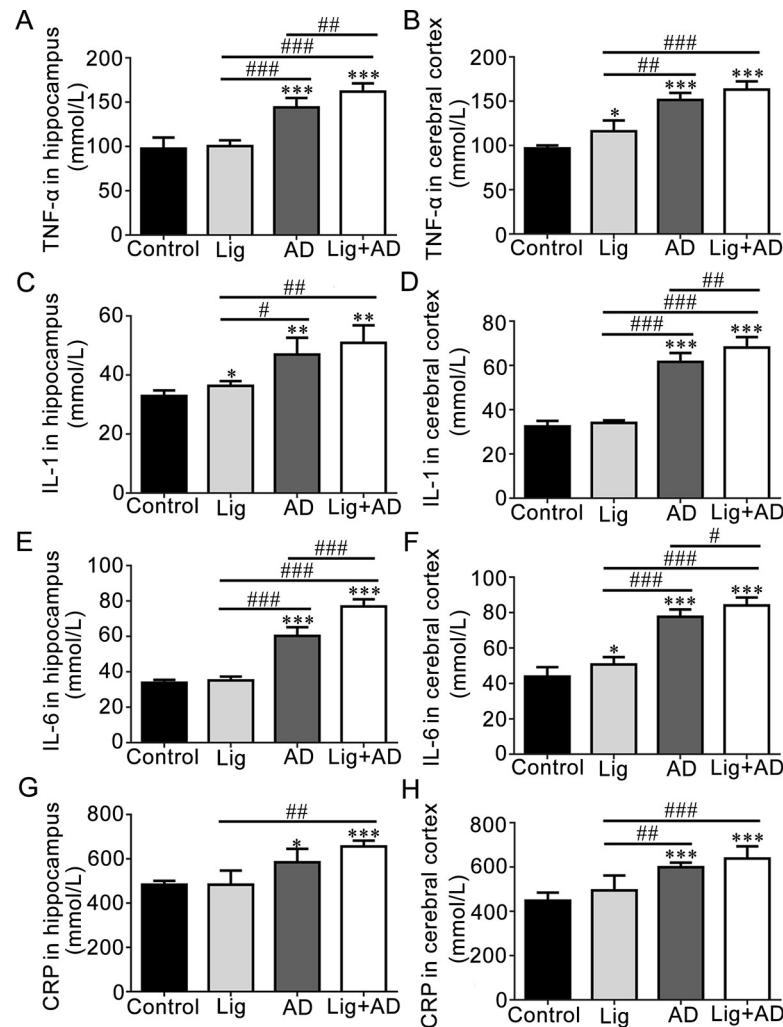 A
TNF-α in hippocampus
(mmol/L)
200
150
100
50
0
##
###
###
***
***
Control Lig AD Lig+AD
B
TNF-α in cerebral cortex
(mmol/L)
200
150
100
50
0
###
##
*
***
***
Control Lig AD Lig+AD
C
IL-1 in hippocampus
(mmol/L)
60
40
20
0
##
#
*
**
**
Control Lig AD Lig+AD
D
IL-1 in cerebral cortex
(mmol/L)
80
60
40
20
0
##
###
###
***
***
Control Lig AD Lig+AD
E
IL-6 in hippocampus
(mmol/L)
100
80
60
40
20
0
###
###
###
***
***
Control Lig AD Lig+AD
F
IL-6 in cerebral cortex
(mmol/L)
100
80
60
40
20
0
#
###
###
*
***
***
Control Lig AD Lig+AD
G
CRP in hippocampus
(mmol/L)
800
600
400
200
0
##
*
***
Control Lig AD Lig+AD
H
CRP in cerebral cortex
(mmol/L)
800
600
400
200
0
###
##
***
***
Control Lig AD Lig+AD